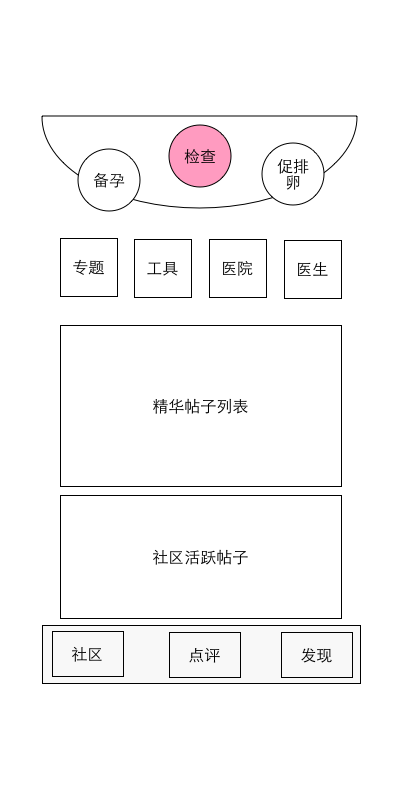 检查
备孕
促排
卵
专题
工具
医院
医生
精华帖子列表
社区活跃帖子
社区
点评
发现